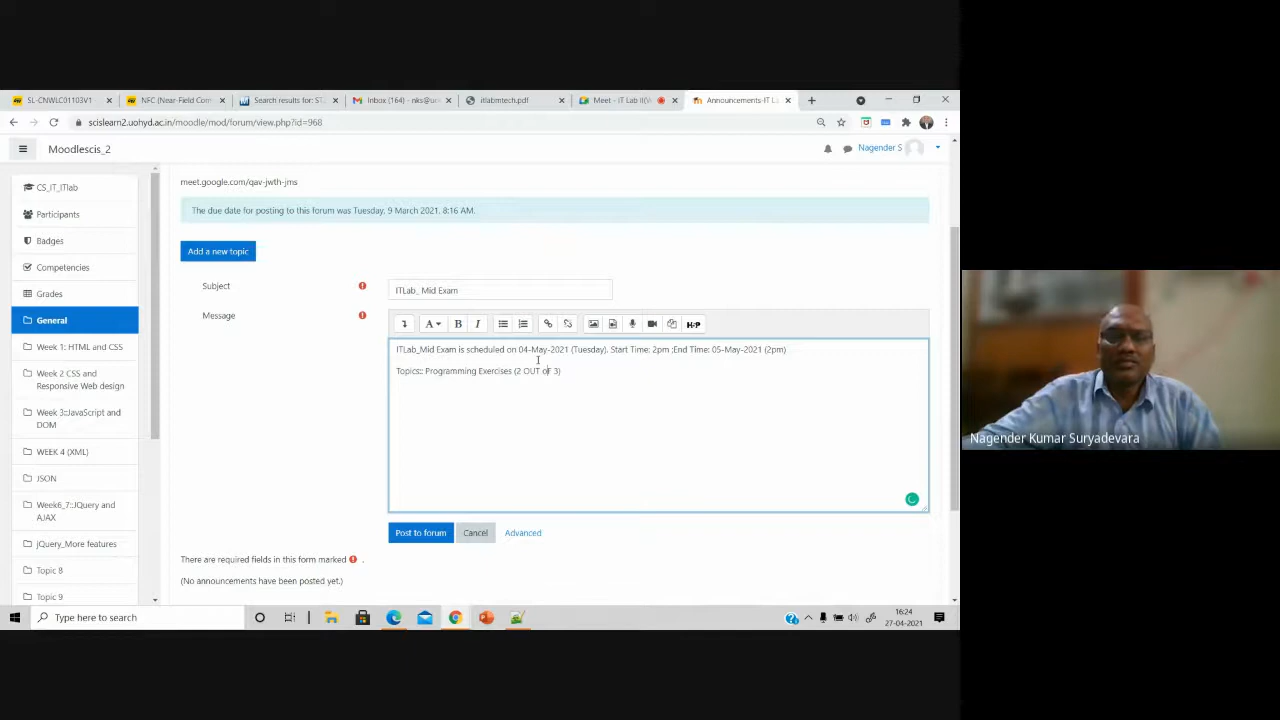 SL-CNWLC01103V1
NFC (Near-Field Com
Search results for: ST
Inbox (164) - nks@uo
itlabmtech.pdf
Meet - IT Lab II(
Announcements-IT L
scislearn2.uohyd.ac.in/moodle/mod/forum/view.php?id=968
Moodlescis_2
Nagender S
CS_IT_ITlab
Participants
Badges
Competencies
Grades
General
Week 1: HTML and CSS
Week 2 CSS and
Responsive Web design
Week 3::JavaScript and
DOM
WEEK 4 (XML)
JSON
Week6_7::JQuery and
AJAX
jQuery_More features
Topic 8
Topic 9
meet.google.com/qav-jwth-jms
The due date for posting to this forum was Tuesday, 9 March 2021, 8:16 AM.
Add a new topic
Subject
ITLab_ Mid Exam
Message
A
B
I
H-P
ITLab_Mid Exam is scheduled on 04-May-2021 (Tuesday). Start Time: 2pm ;End Time: 05-May-2021 (2pm)
Topics:: Programming Exercises (2 OUT oF 3)
Post to forum
Cancel
Advanced
There are required fields in this form marked .
(No announcements have been posted yet.)
Type here to search
16:24
27-04-2021
Nagender Kumar Suryadevara